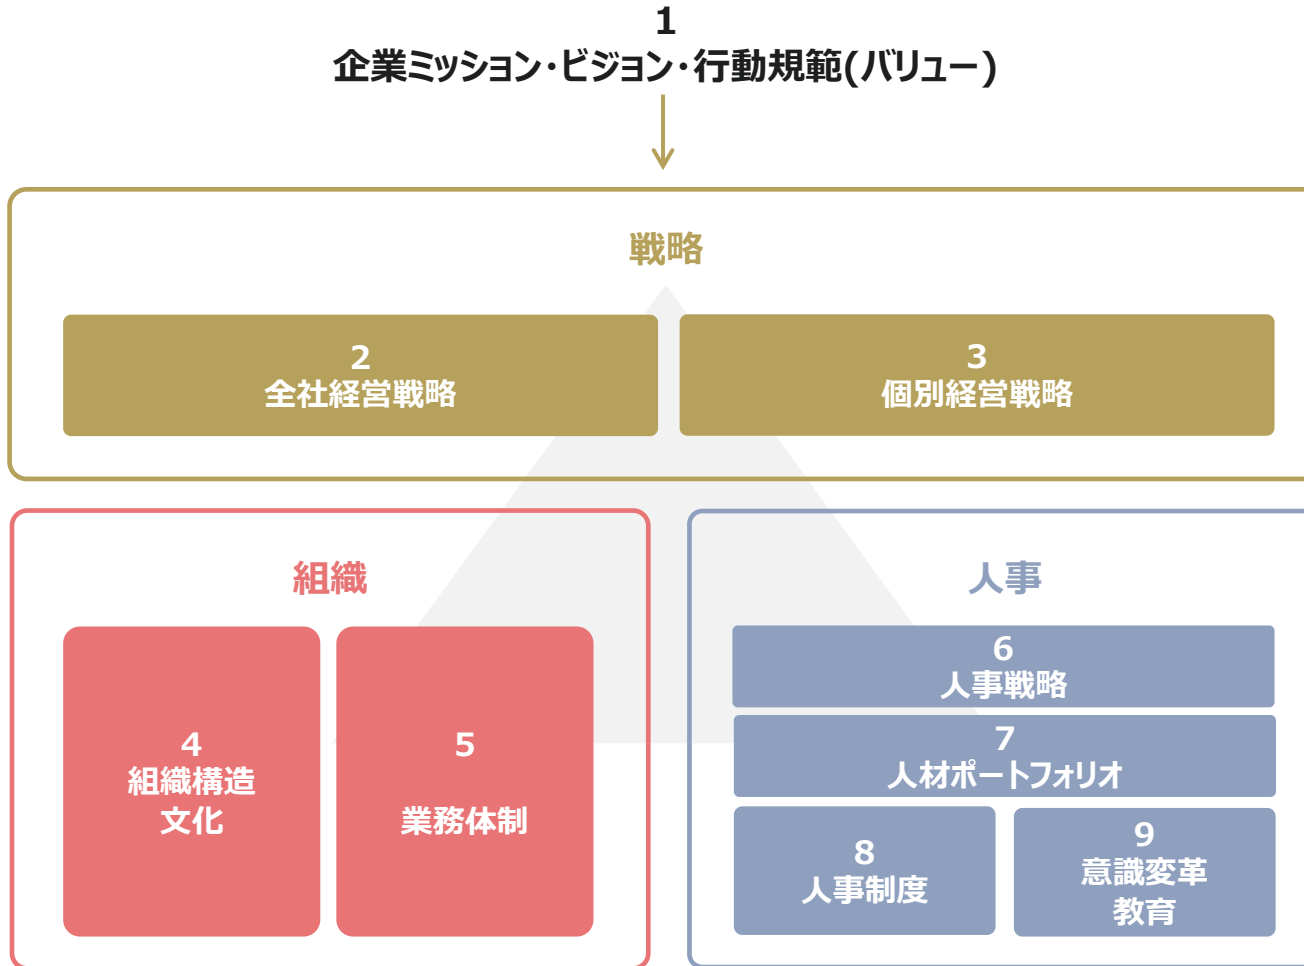 1
企業ミッション・ビジョン・行動規範(バリュー)
戦略
2
全社経営戦略
3
個別経営戦略
組織
4
組織構造
文化
5
業務体制
人事
6
人事戦略
7
人材ポートフォリオ
8
人事制度
9
意識変革
教育